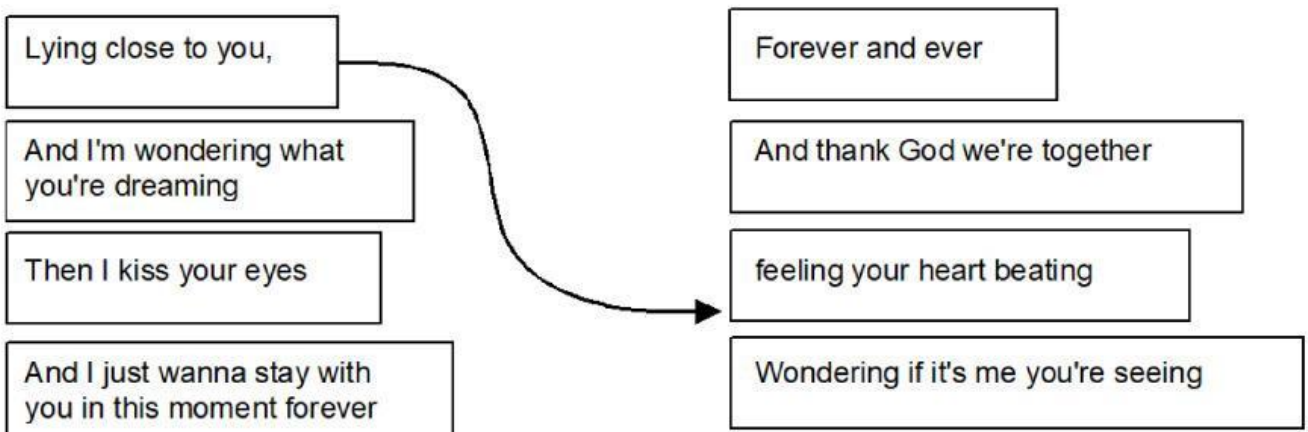 Lying close to you,
And I'm wondering what
you're dreaming
Then I kiss your eyes
And I just wanna stay with
you in this moment forever
Forever and ever
And thank God we're together
feeling your heart beating
Wondering if it's me you're seeing